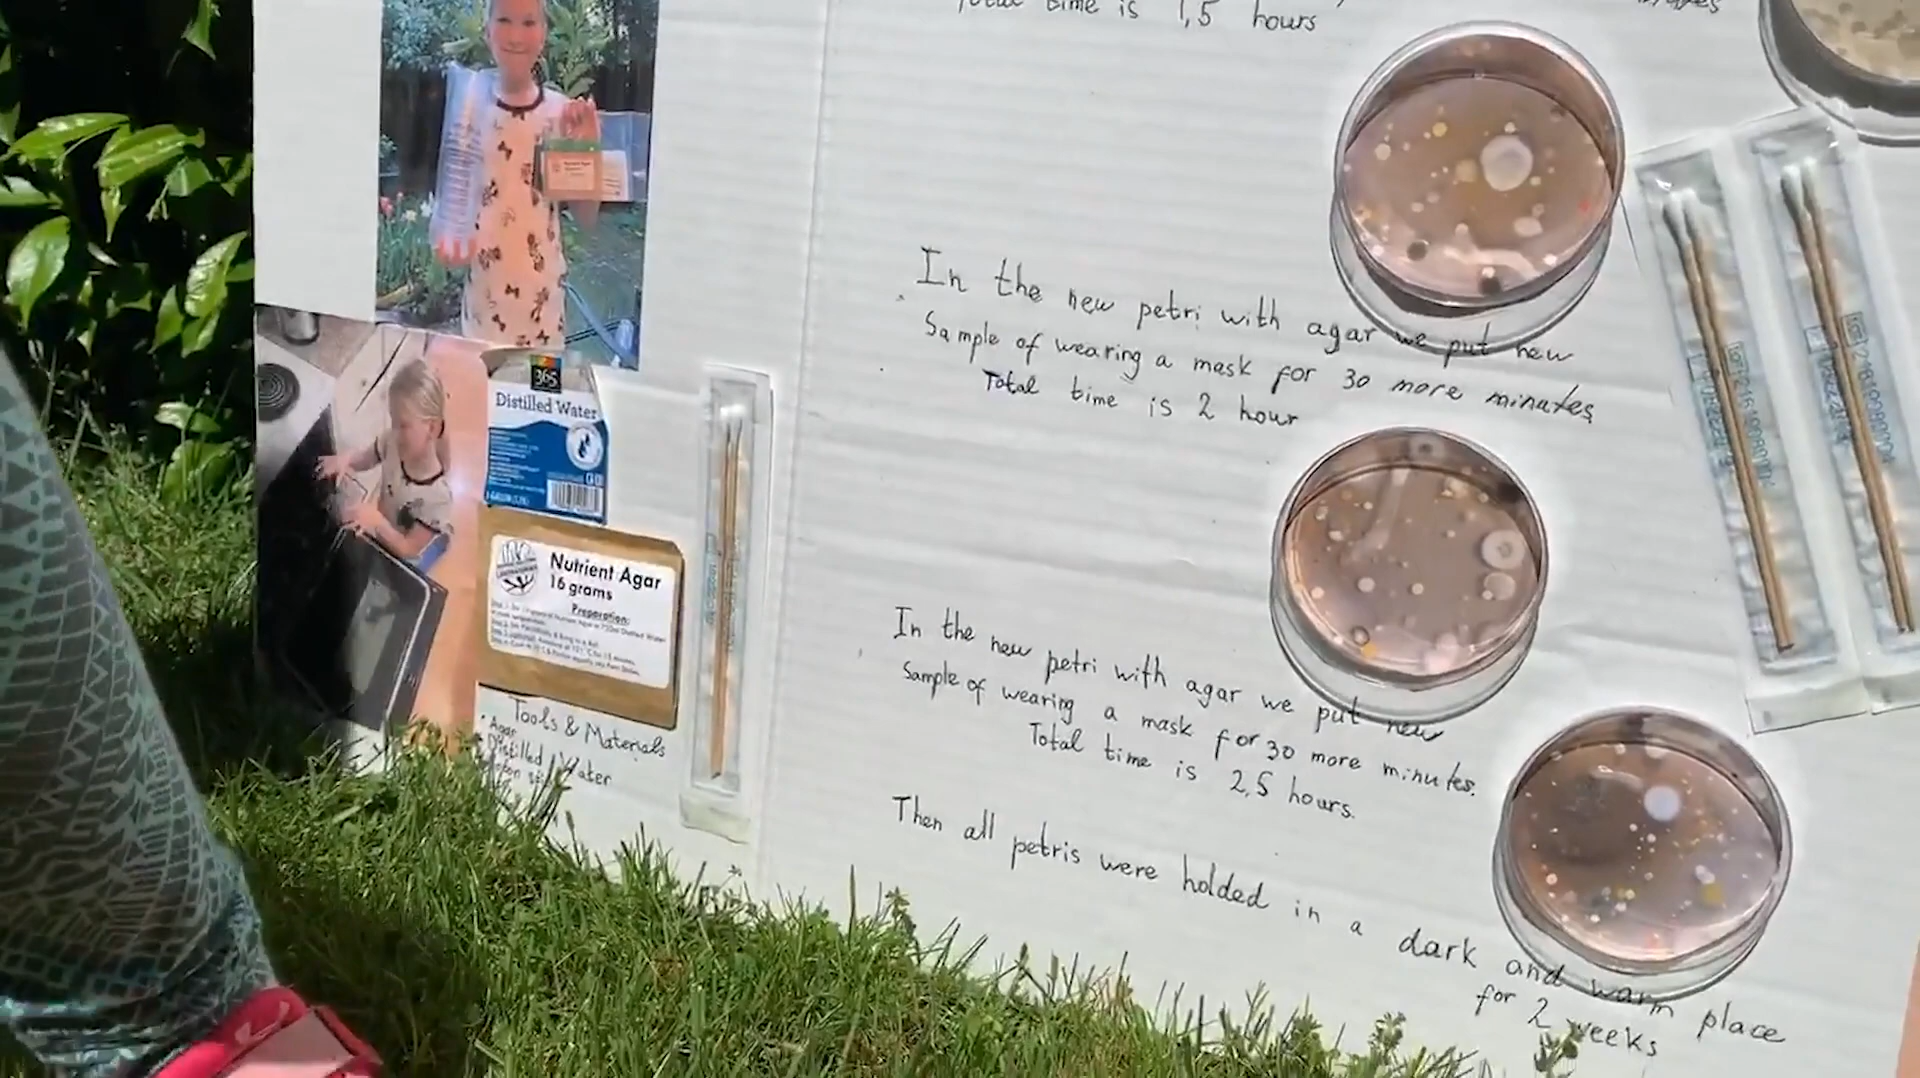 Total time is 1,5 hours
In the new petri with agar we put new
Sample of wearing a mask for 30 more minutes
Total time is 2 hour
In the new petri with agar we put new
Sample of wearing a mask for 30 more minutes.
Total time is 2,5 hours.
Then all petris were holded in a dark and warm place
for 2 weeks
365
Distilled Water
Nutrient Agar
16 grams
Preparation:
Tools & Materials
• Agar
• Distilled Water
Nutrient Agar